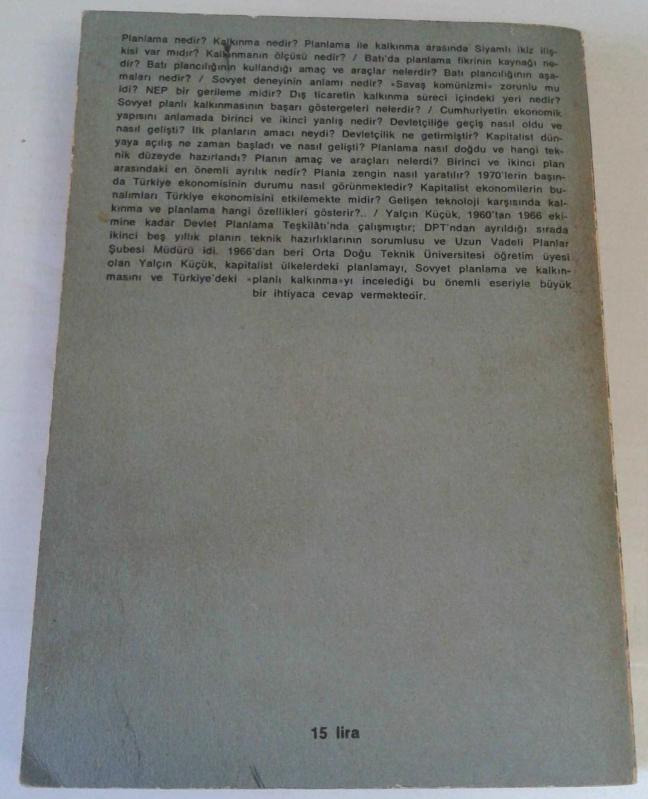 Planlama nedir? Kalkınma nedir? Planlama ile kalkınma arasında Siyamlı ikiz iliş-
kisi var mıdır? Kalkınmanın ölçüsü nedir? / Batı'da planlama fikrinin kaynağı ne-
dir? Batı plancılığının kullandığı amaç ve araçlar nelerdir? Batı plancılığının aşa-
maları nedir? / Sovyet deneyinin anlamı nedir? «Savaş komünizmi» zorunlu mu
idi? NEP bir gerileme midir? Dış ticaretin kalkınma süreci içindeki yeri nedir?
Sovyet planlı kalkınmasının başarı göstergeleri nelerdir? / Cumhuriyetin ekonomik
yapısını anlamada birinci ve ikinci yanlış nedir? Devletçiliğe geçiş nasıl oldu ve
nasıl gelişti? İlk planların amacı neydi? Devletçilik ne getirmiştir? Kapitalist dün-
yaya açılış ne zaman başladı ve nasıl gelişti? Planlama nasıl doğdu ve hangi tek-
nik düzeyde hazırlandı? Planın amaç ve araçları nelerdi? Birinci ve ikinci plan
arasındaki en önemli ayrılık nedir? Planla zengin nasıl yaratılır? 1970'lerin başın-
da Türkiye ekonomisinin durumu nasıl görünmektedir? Kapitalist ekonomilerin bu-
nalımları Türkiye ekonomisini etkilemekte midir? Gelişen teknoloji karşısında kal-
kınma ve planlama hangi özellikleri gösterir?.. / Yalçın Küçük, 1960'tan 1966 eki-
mine kadar Devlet Planlama Teşkilâtı'nda çalışmıştır; DPT'ndan ayrıldığı sırada
ikinci beş yıllık planın teknik hazırlıklarının sorumlusu ve Uzun Vadeli Planlar
Şubesi Müdürü idi. 1966'dan beri Orta Doğu Teknik Üniversitesi öğretim üyesi
olan Yalçın Küçük, kapitalist ülkelerdeki planlamayı, Sovyet planlama ve kalkın-
masını ve Türkiye'deki «planlı kalkınma»yı incelediği bu önemli eseriyle büyük
bir ihtiyaca cevap vermektedir.
15 lira